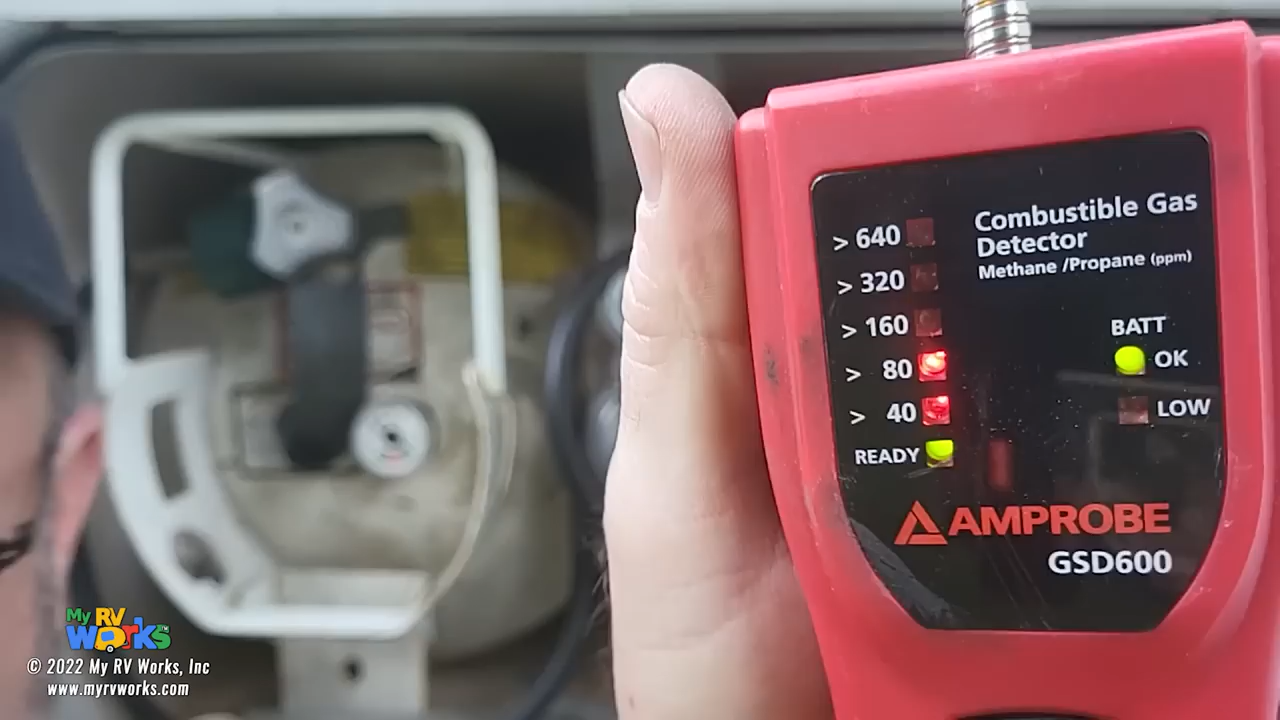 Combustible Gas
Detector
Methane /Propane (ppm)
> 640
> 320
> 160
> 80
> 40
READY
BATT
OK
LOW
AMPROBE
GSD600
My RV
WORKS™
© 2022 My RV Works, Inc
www.myrvworks.com